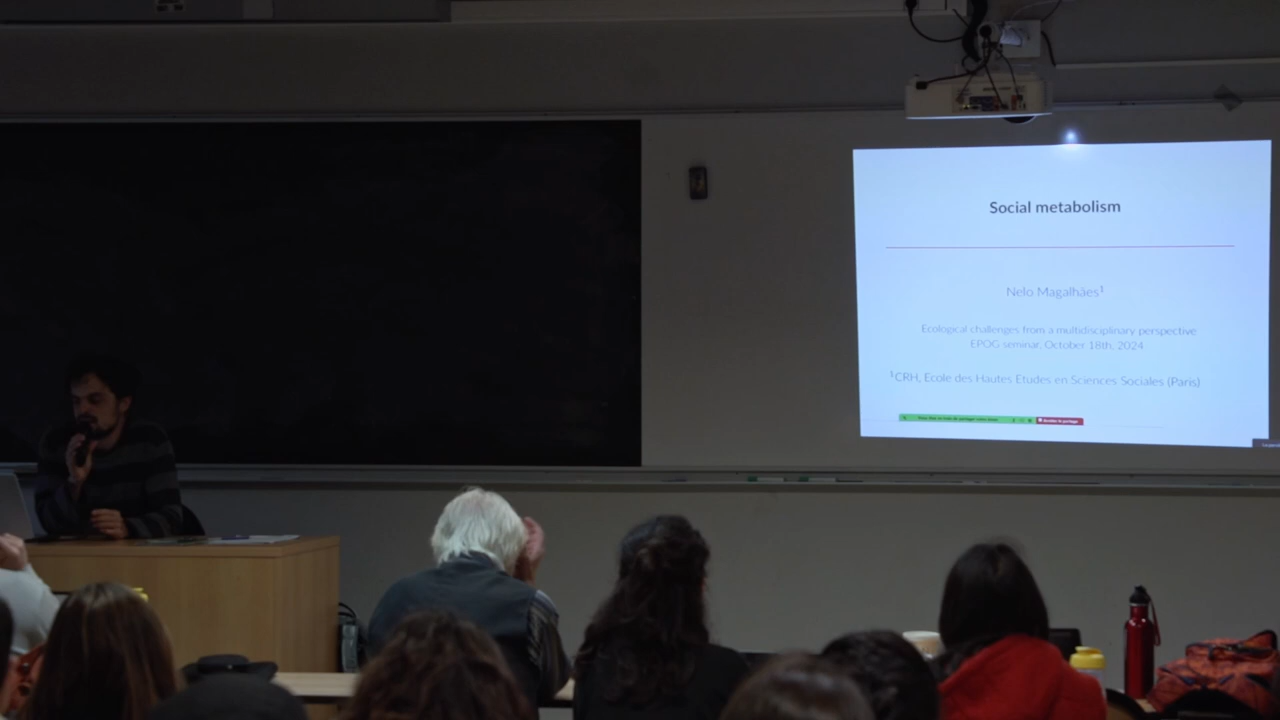 Social metabolism
Nelo Magalhães¹
Ecological challenges from a multidisciplinary perspective
EPOG seminar, October 18th, 2024
¹CRH, Ecole des Hautes Etudes en Sciences Sociales (Paris)